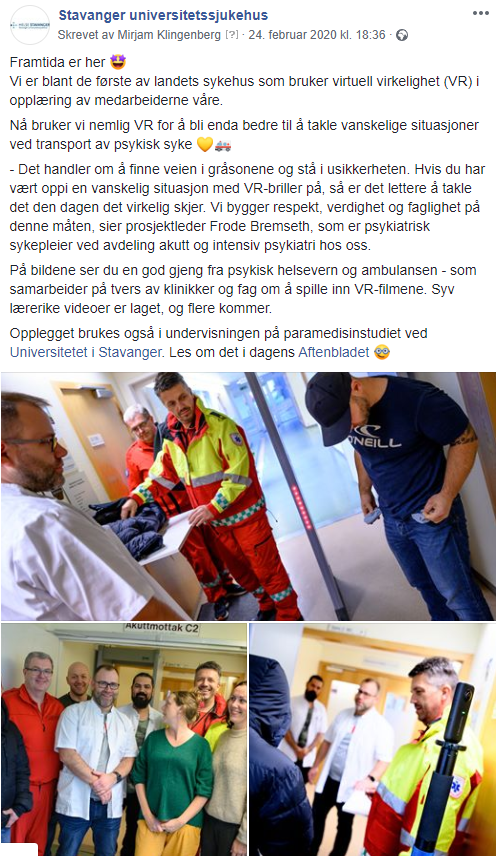 Stavanger universitetssjukehus
Skrevet av Mirjam Klingenberg [?] · 24. februar 2020 kl. 18:36 ·
Framtida er her 🤩
Vi er blant de første av landets sykehus som bruker virtuell virkelighet (VR) i
opplæring av medarbeiderne våre.
Nå bruker vi nemlig VR for å bli enda bedre til å takle vanskelige situasjoner
ved transport av psykisk syke 💛🚑
- Det handler om å finne veien i gråsonene og stå i usikkerheten. Hvis du har
vært oppi en vanskelig situasjon med VR-briller på, så er det lettere å takle
det den dagen det virkelig skjer. Vi bygger respekt, verdighet og faglighet på
denne måten, sier prosjektleder Frode Bremseth, som er psykiatrisk
sykepleier ved avdeling akutt og intensiv psykiatri hos oss.
På bildene ser du en god gjeng fra psykisk helsevern og ambulansen - som
samarbeider på tvers av klinikker og fag om å spille inn VR-filmene. Syv
lærerike videoer er laget, og flere kommer.
Opplegget brukes også i undervisningen på paramedisinstudiet ved
Universitetet i Stavanger. Les om det i dagens Aftenbladet 🤓
O'NEILL
Akuttmottak C2